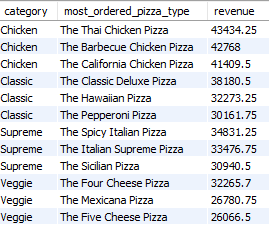 category most_ordered_pizza_type revenue
Chicken The Thai Chicken Pizza 43434.25
Chicken The Barbecue Chicken Pizza 42768
Chicken The California Chicken Pizza 41409.5
Classic The Classic Deluxe Pizza 38180.5
Classic The Hawaiian Pizza 32273.25
Classic The Pepperoni Pizza 30161.75
Supreme The Spicy Italian Pizza 34831.25
Supreme The Italian Supreme Pizza 33476.75
Supreme The Sicilian Pizza 30940.5
Veggie The Four Cheese Pizza 32265.7
Veggie The Mexicana Pizza 26780.75
Veggie The Five Cheese Pizza 26066.5